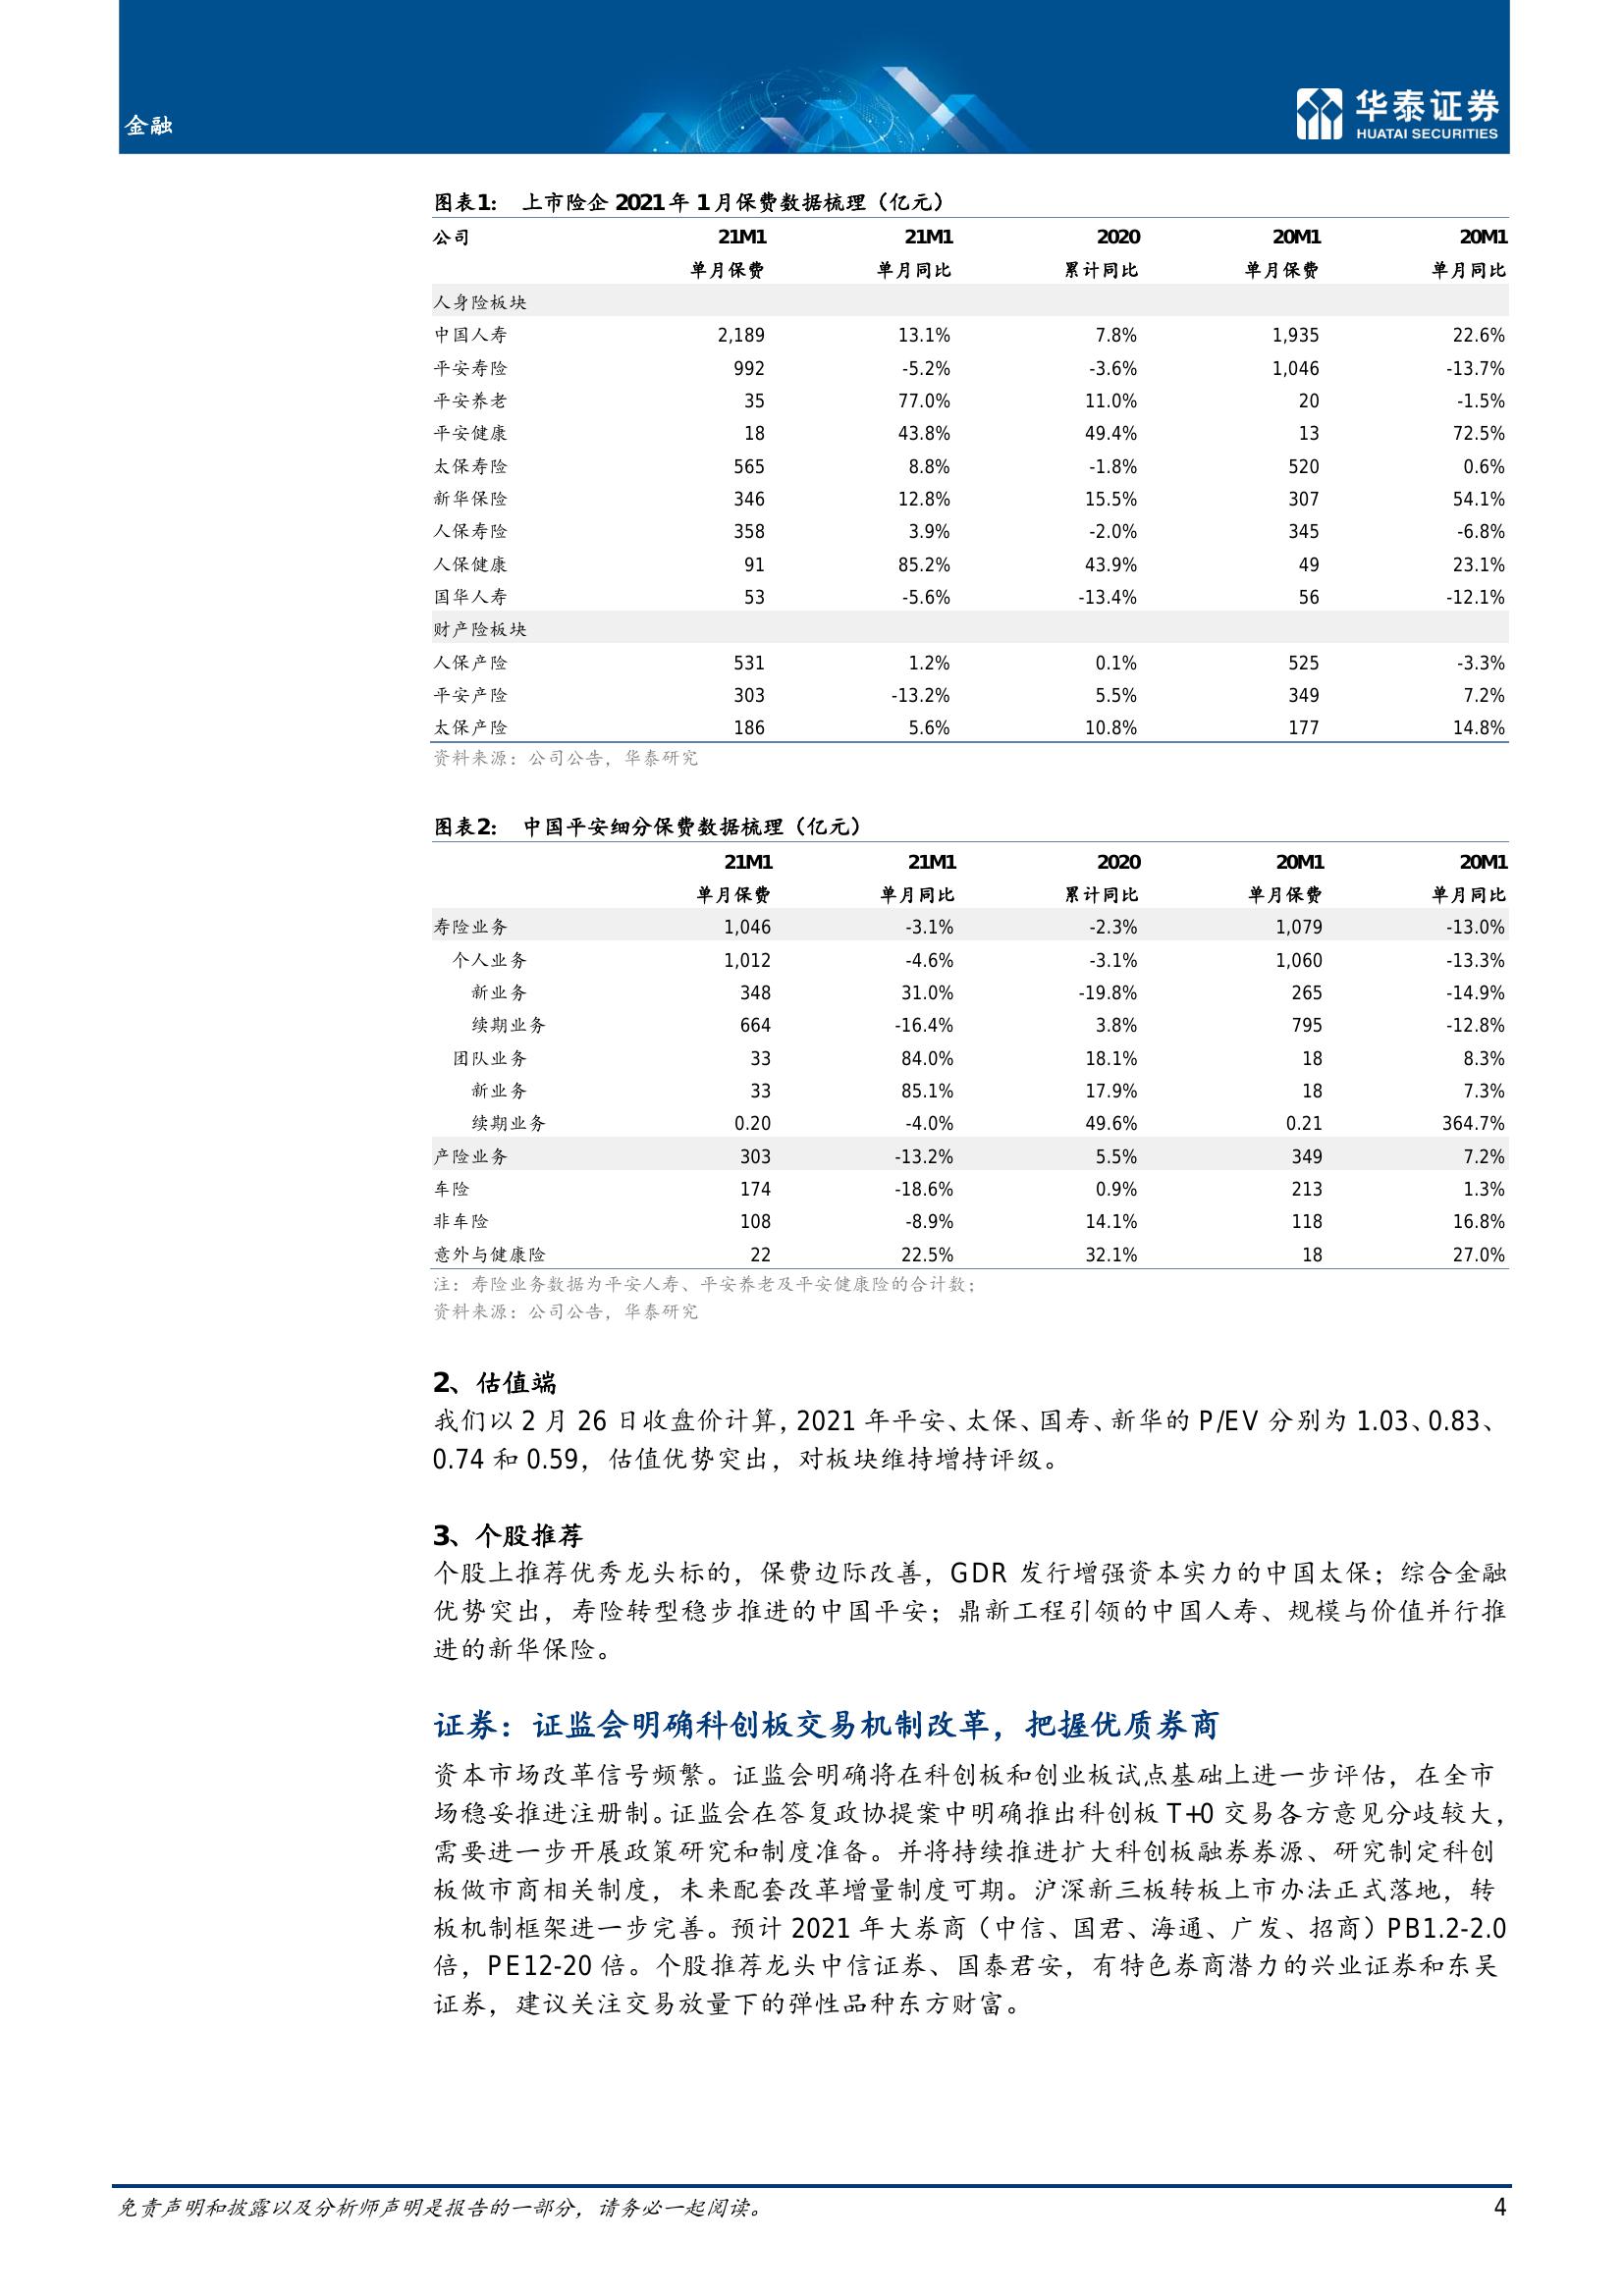 金融
华泰证券
HUATAI SECURITIES
图表1： 上市险企 2021 年 1 月保费数据梳理（亿元）
公司 21M1 21M1 2020 20M1 20M1
单月保费 单月同比 累计同比 单月保费 单月同比
人身险板块
中国人寿 2,189 13.1% 7.8% 1,935 22.6%
平安寿险 992 -5.2% -3.6% 1,046 -13.7%
平安养老 35 77.0% 11.0% 20 -1.5%
平安健康 18 43.8% 49.4% 13 72.5%
太保寿险 565 8.8% -1.8% 520 0.6%
新华保险 346 12.8% 15.5% 307 54.1%
人保寿险 358 3.9% -2.0% 345 -6.8%
人保健康 91 85.2% 43.9% 49 23.1%
国华人寿 53 -5.6% -13.4% 56 -12.1%
财产险板块
人保产险 531 1.2% 0.1% 525 -3.3%
平安产险 303 -13.2% 5.5% 349 7.2%
太保产险 186 5.6% 10.8% 177 14.8%
资料来源：公司公告，华泰研究
图表2： 中国平安细分保费数据梳理（亿元）
21M1 21M1 2020 20M1 20M1
单月保费 单月同比 累计同比 单月保费 单月同比
寿险业务 1,046 -3.1% -2.3% 1,079 -13.0%
个人业务 1,012 -4.6% -3.1% 1,060 -13.3%
新业务 348 31.0% -19.8% 265 -14.9%
续期业务 664 -16.4% 3.8% 795 -12.8%
团队业务 33 84.0% 18.1% 18 8.3%
新业务 33 85.1% 17.9% 18 7.3%
续期业务 0.20 -4.0% 49.6% 0.21 364.7%
产险业务 303 -13.2% 5.5% 349 7.2%
车险 174 -18.6% 0.9% 213 1.3%
非车险 108 -8.9% 14.1% 118 16.8%
意外与健康险 22 22.5% 32.1% 18 27.0%
注：寿险业务数据为平安人寿、平安养老及平安健康险的合计数；
资料来源：公司公告，华泰研究
2、估值端
我们以 2 月 26 日收盘价计算，2021 年平安、太保、国寿、新华的 P/EV 分别为 1.03、0.83、
0.74 和 0.59，估值优势突出，对板块维持增持评级。
3、个股推荐
个股上推荐优秀龙头标的，保费边际改善，GDR 发行增强资本实力的中国太保；综合金融
优势突出，寿险转型稳步推进的中国平安；鼎新工程引领的中国人寿、规模与价值并行推
进的新华保险。
证券：证监会明确科创板交易机制改革，把握优质券商
资本市场改革信号频繁。证监会明确将在科创板和创业板试点基础上进一步评估，在全市
场稳妥推进注册制。证监会在答复政协提案中明确推出科创板 T+0 交易各方意见分歧较大，
需要进一步开展政策研究和制度准备。并将持续推进扩大科创板融券券源、研究制定科创
板做市商相关制度，未来配套改革增量制度可期。沪深新三板转板上市办法正式落地，转
板机制框架进一步完善。预计 2021 年大券商（中信、国君、海通、广发、招商）PB1.2-2.0
倍，PE12-20 倍。个股推荐龙头中信证券、国泰君安，有特色券商潜力的兴业证券和东吴
证券，建议关注交易放量下的弹性品种东方财富。
免责声明和披露以及分析师声明是报告的一部分，请务必一起阅读。 4